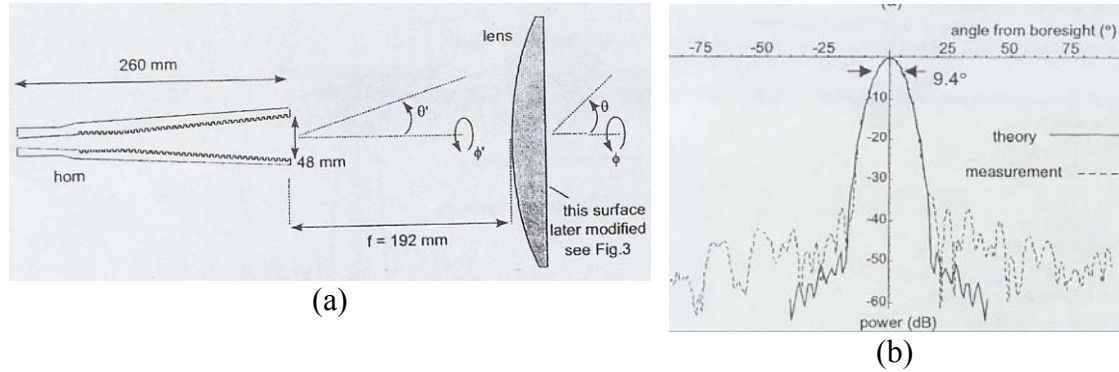 lens
260 mm
θ'
φ'
θ
φ
48 mm
horn
f = 192 mm
this surface
later modified
see Fig.3
(a)
angle from boresight (°)
-75 -50 -25 0 25 50 75
9.4°
-10
-20
-30
-40
-50
-60
theory
measurement
power (dB)
(b)